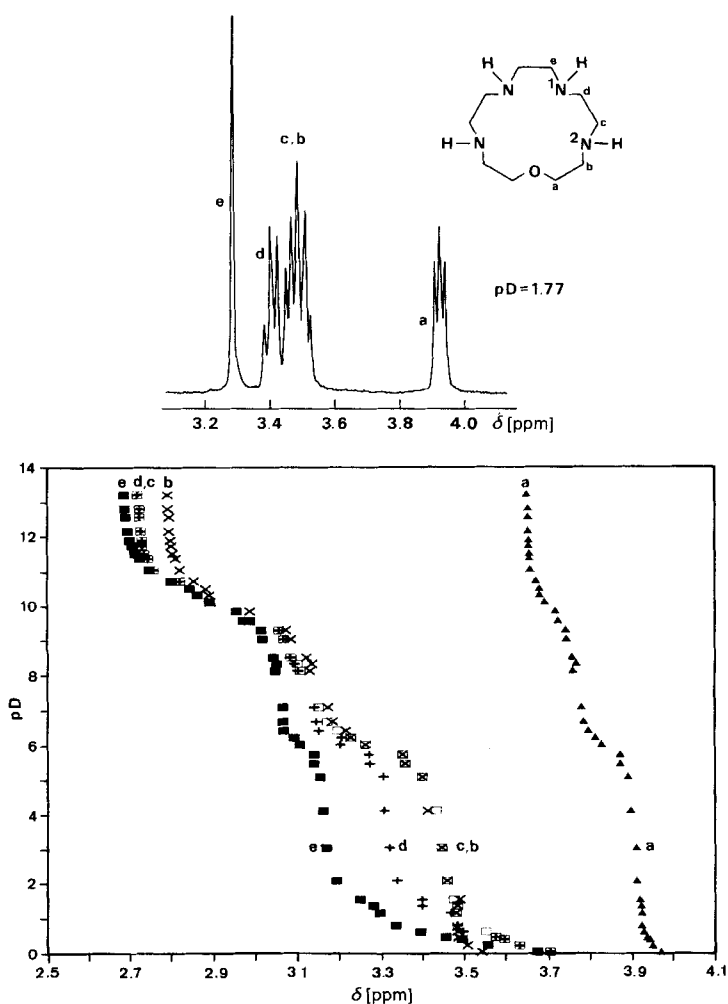 H e H
N 1 N
d
c, b
c
e
d
H-N 2 N-H
b
O
a
a
pD=1.77
3.2 3.4 3.6 3.8 4.0 δ [ppm]
14
e d,c b a
12
10
8
pD
6
4
e d c,b a
2
0
2.5 2.7 2.9 3.1 3.3 3.5 3.7 3.9 4.1
δ [ppm]